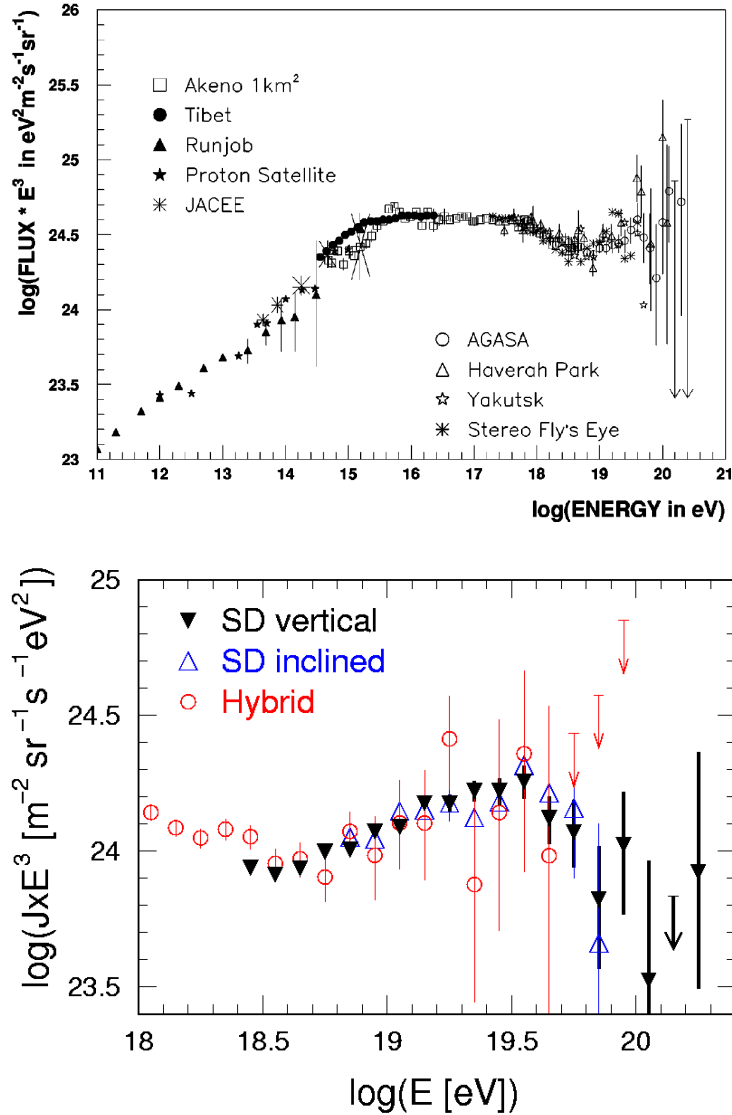 log(FLUX * E³ in eV²m⁻²s⁻¹sr⁻¹)
26
25.5
25
24.5
24
23.5
23
Akeno 1km²
Tibet
Runjob
Proton Satellite
JACEE
AGASA
Haverah Park
Yakutsk
Stereo Fly's Eye
11 12 13 14 15 16 17 18 19 20 21
log(ENERGY in eV)
log(JxE³ [m⁻² sr⁻¹ s⁻¹ eV²])
25
24.5
24
23.5
SD vertical
SD inclined
Hybrid
18 18.5 19 19.5 20
log(E [eV])